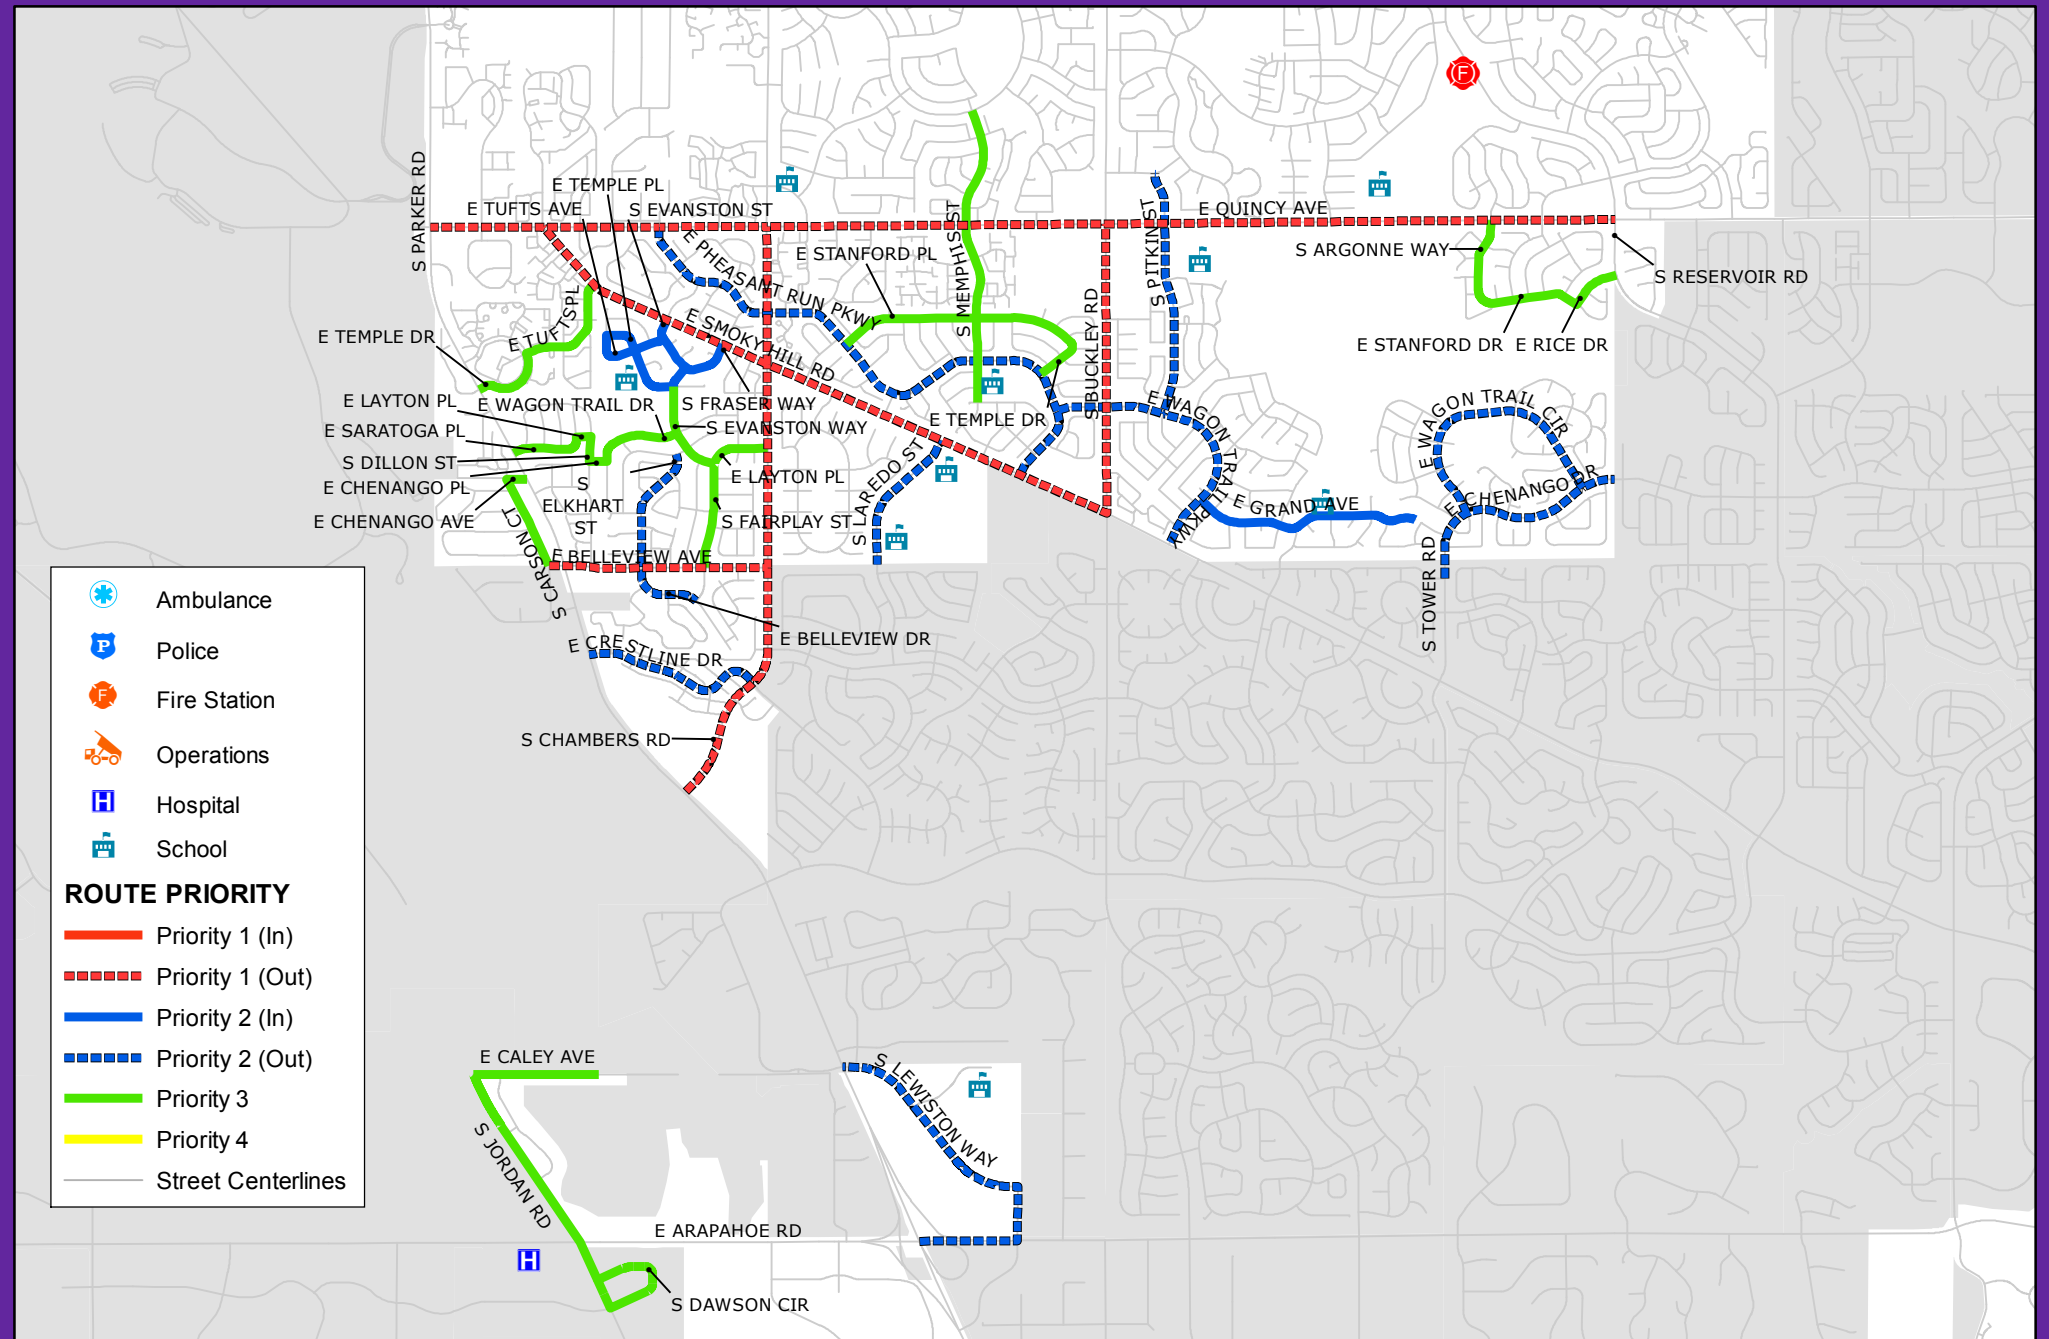 F
E TEMPLE PL
E TUFTS AVE
S EVANSTON ST
E QUINCY AVE
S PARKER RD
E PHEASANT RUN PKWY
E STANFORD PL
S MEMPHIS ST
S PITKIN ST
S ARGONNE WAY
S RESERVOIR RD
E TUFTS PL
E SMOKY HILL RD
S BUCKLEY RD
E TEMPLE DR
E STANFORD DR
E RICE DR
E LAYTON PL
E WAGON TRAIL DR
S FRASER WAY
E TEMPLE DR
E WAGON TRAIL PKWY
E WAGON TRAIL CIR
E SARATOGA PL
S EVANSTON WAY
S DILLON ST
E LAYTON PL
E CHENANGO PL
S
ELKHART
ST
S LAREDO ST
E GRAND AVE
E CHENANGO DR
E CHENANGO AVE
S FAIRPLAY ST
S CARSON CT
E BELLEVIEW AVE
S TOWER RD
E BELLEVIEW DR
E CRESTLINE DR
S CHAMBERS RD
Ambulance
P
Police
F
Fire Station
Operations
H
Hospital
School
ROUTE PRIORITY
Priority 1 (In)
Priority 1 (Out)
Priority 2 (In)
Priority 2 (Out)
Priority 3
Priority 4
Street Centerlines
E CALEY AVE
S LEWISTON WAY
S JORDAN RD
E ARAPAHOE RD
H
S DAWSON CIR